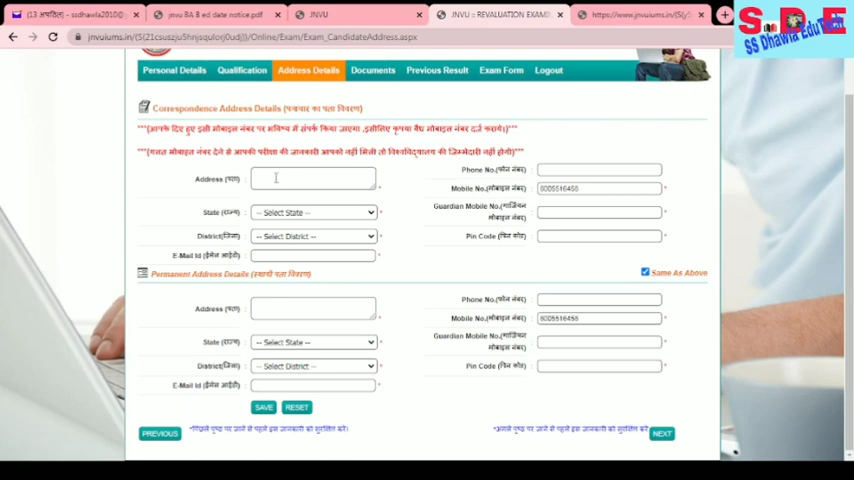 (13 अपठित) - ssdhawla2010@g
jnvu BA B ed date notice.pdf
JNVU
JNVU :: REVALUATION EXAMI
https://www.jnvuiums.in/(S(y5
SDE
SS Dhawla EduTech
jnvuiums.in/(S(21csuszju5hnjsqulorj0udj))/Online/Exam/Exam_CandidateAddress.aspx
Personal Details
Qualification
Address Details
Documents
Previous Result
Exam Form
Logout
Correspondence Address Details (पत्राचार का पता विवरण)
***(आपके दिए हुए इसी मोबाइल नंबर पर भविष्य में संपर्क किया जाएगा ,इसीलिए कृपया वैध मोबाइल नंबर दर्ज कराये।)***
***(गलत मोबाइल नंबर देने से आपकी परीक्षा की जानकारी आपको नहीं मिली तो विश्वविद्यालय की जिम्मेदारी नहीं होगी)***
Address (पता) : *
Phone No.(फोन नंबर) :
Mobile No.(मोबाइल नंबर) : *
State (राज्य) : -- Select State -- *
Guardian Mobile No.(गार्जियन
मोबाइल नंबर) : *
District(जिला) : -- Select District -- *
Pin Code (पिन कोड) : *
E-Mail Id (ईमेल आईडी) : *
Permanent Address Details (स्थायी पता विवरण)
Same As Above
Address (पता) : *
Phone No.(फोन नंबर) :
Mobile No.(मोबाइल नंबर) : *
State (राज्य) : -- Select State -- *
Guardian Mobile No.(गार्जियन
मोबाइल नंबर) : *
District(जिला) : -- Select District -- *
Pin Code (पिन कोड) : *
E-Mail Id (ईमेल आईडी) : *
SAVE
RESET
PREVIOUS
*पिछले पृष्ठ पर जाने से पहले इस जानकारी को सुरक्षित करे।
*अगले पृष्ठ पर जाने से पहले इस जानकारी को सुरक्षित करे
NEXT